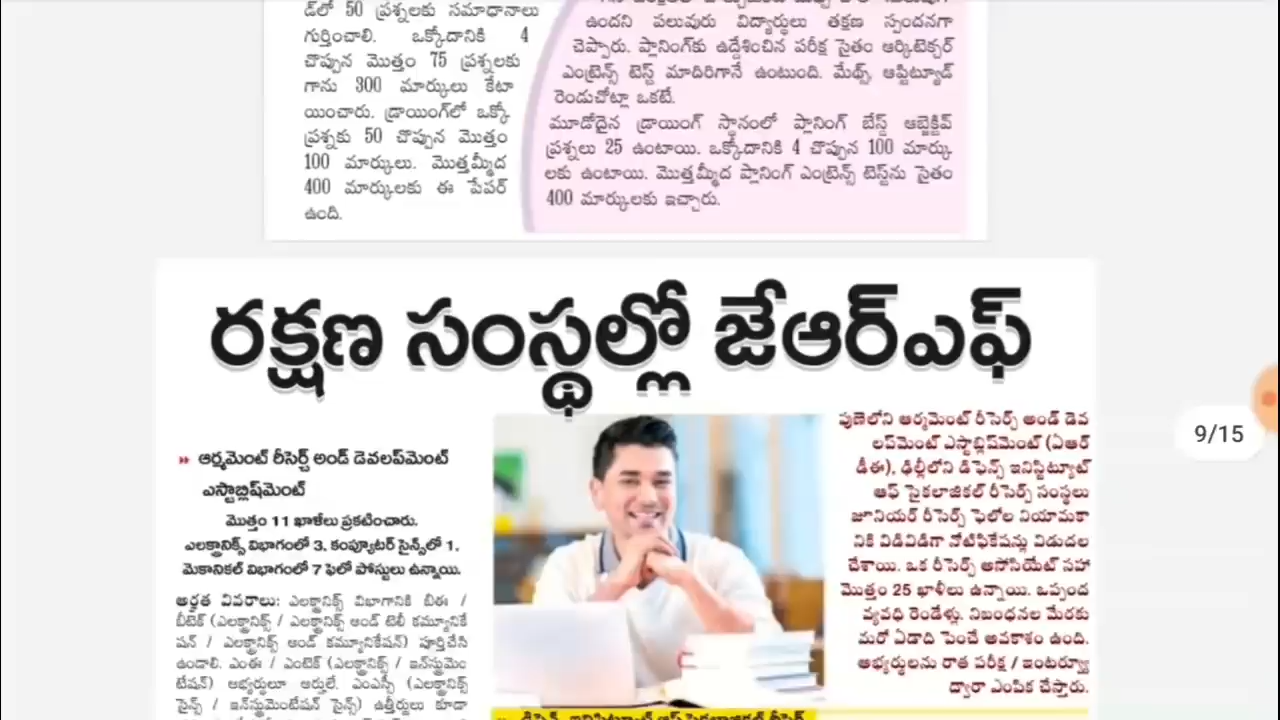 డ్‌లో 50 ప్రశ్నలకు సమాధానాలు
గుర్తించాలి. ఒక్కోదానికి 4
చొప్పున మొత్తం 75 ప్రశ్నలకు
గాను 300 మార్కులు కేటా
యించారు. డ్రాయింగ్‌లో ఒక్కో
ప్రశ్నకు 50 చొప్పున మొత్తం
100 మార్కులు. మొత్తమ్మీద
400 మార్కులకు ఈ పేపర్
ఉంది.
ఉందని పలువురు విద్యార్థులు తక్షణ స్పందనగా
చెప్పారు. ప్లానింగ్‌కు ఉద్దేశించిన పరీక్ష సైతం ఆర్కిటెక్చర్
ఎంట్రెన్స్ టెస్ట్ మాదిరిగానే ఉంటుంది. మేథ్స్, ఆప్టిట్యూడ్
రెండుచోట్లా ఒకటే.
మూడోదైన డ్రాయింగ్ స్థానంలో ప్లానింగ్ బేస్డ్ ఆబ్జెక్టివ్
ప్రశ్నలు 25 ఉంటాయి. ఒక్కోదానికి 4 చొప్పున 100 మార్కు
లకు ఉంటాయి. మొత్తమ్మీద ప్లానింగ్ ఎంట్రెన్స్ టెస్ట్‌ను సైతం
400 మార్కులకు ఇచ్చారు.
రక్షణ సంస్థల్లో జేఆర్ఎఫ్
» ఆర్మమెంట్ రీసెర్చ్ అండ్ డెవలప్‌మెంట్
ఎస్టాబ్లిష్‌మెంట్
మొత్తం 11 ఖాళీలు ప్రకటించారు.
ఎలక్ట్రానిక్స్ విభాగంలో 3, కంప్యూటర్ సైన్స్‌లో 1,
మెకానికల్ విభాగంలో 7 ఫెలో పోస్టులు ఉన్నాయి.
అర్హత వివరాలు: ఎలక్ట్రానిక్స్ విభాగానికి బీఈ /
బీటెక్ (ఎలక్ట్రానిక్స్ / ఎలక్ట్రానిక్స్ అండ్ టెలీ కమ్యూనికే
షన్ / ఎలక్ట్రానిక్స్ అండ్ కమ్యూనికేషన్) పూర్తిచేసి
ఉండాలి. ఎంఈ / ఎంటెక్ (ఎలక్ట్రానిక్స్ / ఇన్‌స్ట్రుమెం
టేషన్) అభ్యర్థులూ అర్హులే. ఎంఎస్సీ (ఎలక్ట్రానిక్స్
సైన్స్ / ఇన్‌స్ట్రుమెంటేషన్ సైన్స్) ఉత్తీర్ణులు కూడా
పుణెలోని ఆర్మమెంట్ రీసెర్చ్ అండ్ డెవ
లప్‌మెంట్ ఎస్టాబ్లిష్‌మెంట్ (ఏఆర్
డీఈ), ఢిల్లీలోని డిఫెన్స్ ఇనిస్టిట్యూట్
ఆఫ్ సైకలాజికల్ రీసెర్చ్ సంస్థలు
జూనియర్ రీసెర్చ్ ఫెలోల నియామకా
నికి విడివిడిగా నోటిఫికేషన్లు విడుదల
చేశాయి. ఒక రీసెర్చ్ అసోసియేట్ సహా
మొత్తం 25 ఖాళీలు ఉన్నాయి. ఒప్పంద
వ్యవధి రెండేళ్లు. నిబంధనల మేరకు
మరో ఏడాది పెంచే అవకాశం ఉంది.
అభ్యర్థులను రాత పరీక్ష / ఇంటర్వ్యూ
ద్వారా ఎంపిక చేస్తారు.
9/15